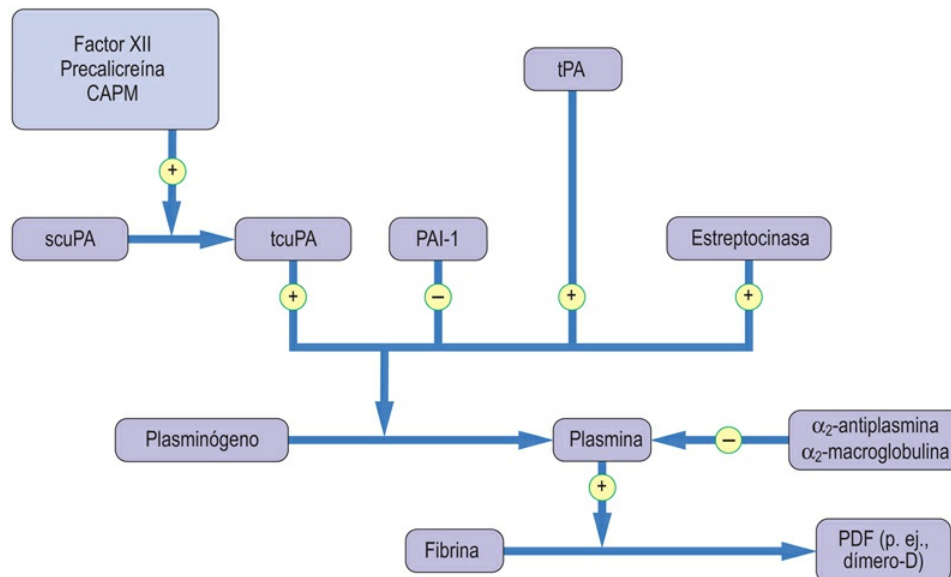 Factor XII
Precalicreína
CAPM
tPA
+
scuPA
tcuPA
PAI-1
Estreptocinasa
+
−
+
+
Plasminógeno
Plasmina
−
α2-antiplasmina
α2-macroglobulina
+
Fibrina
PDF (p. ej.,
dímero-D)